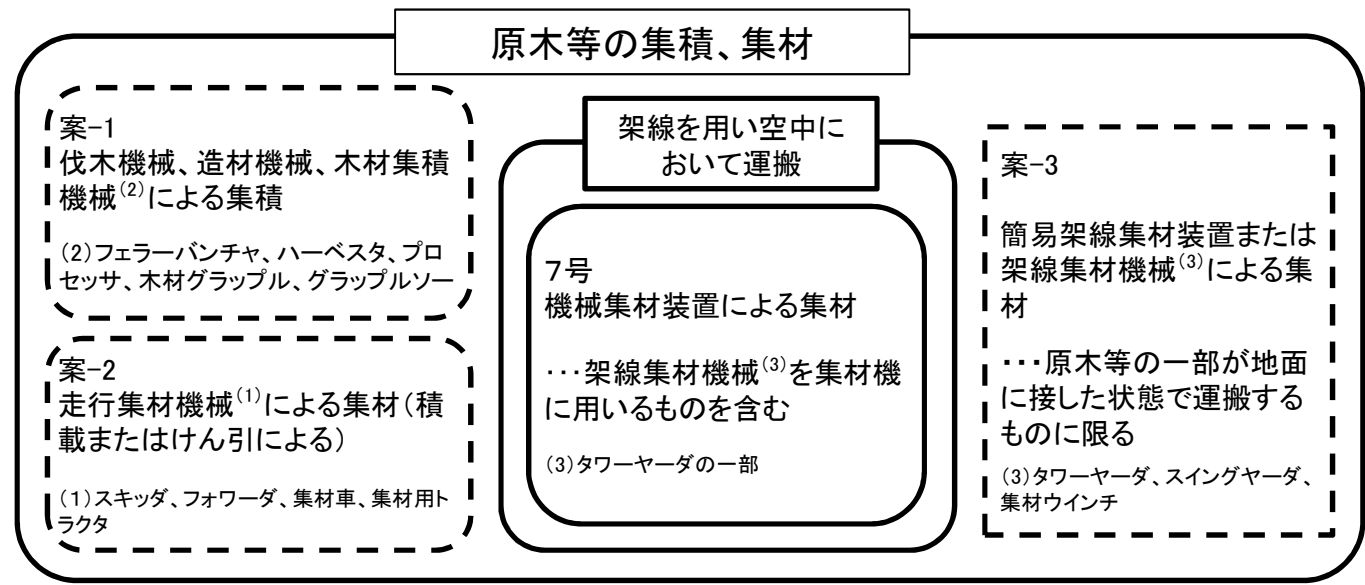 原木等の集積、集材
案-1
伐木機械、造材機械、木材集積
機械(2)による集積
(2)フェラーバンチャ、ハーベスタ、プロ
セッサ、木材グラップル、グラップルソー
案-2
走行集材機械(1)による集材(積
載またはけん引による)
(1)スキッダ、フォワーダ、集材車、集材用ト
ラクタ
架線を用い空中に
おいて運搬
7号
機械集材装置による集材
･･･架線集材機械(3)を集材機
に用いるものを含む
(3)タワーヤーダの一部
案-3
簡易架線集材装置または
架線集材機械(3)による集
材
･･･原木等の一部が地面
に接した状態で運搬する
ものに限る
(3)タワーヤーダ、スイングヤーダ、
集材ウインチ